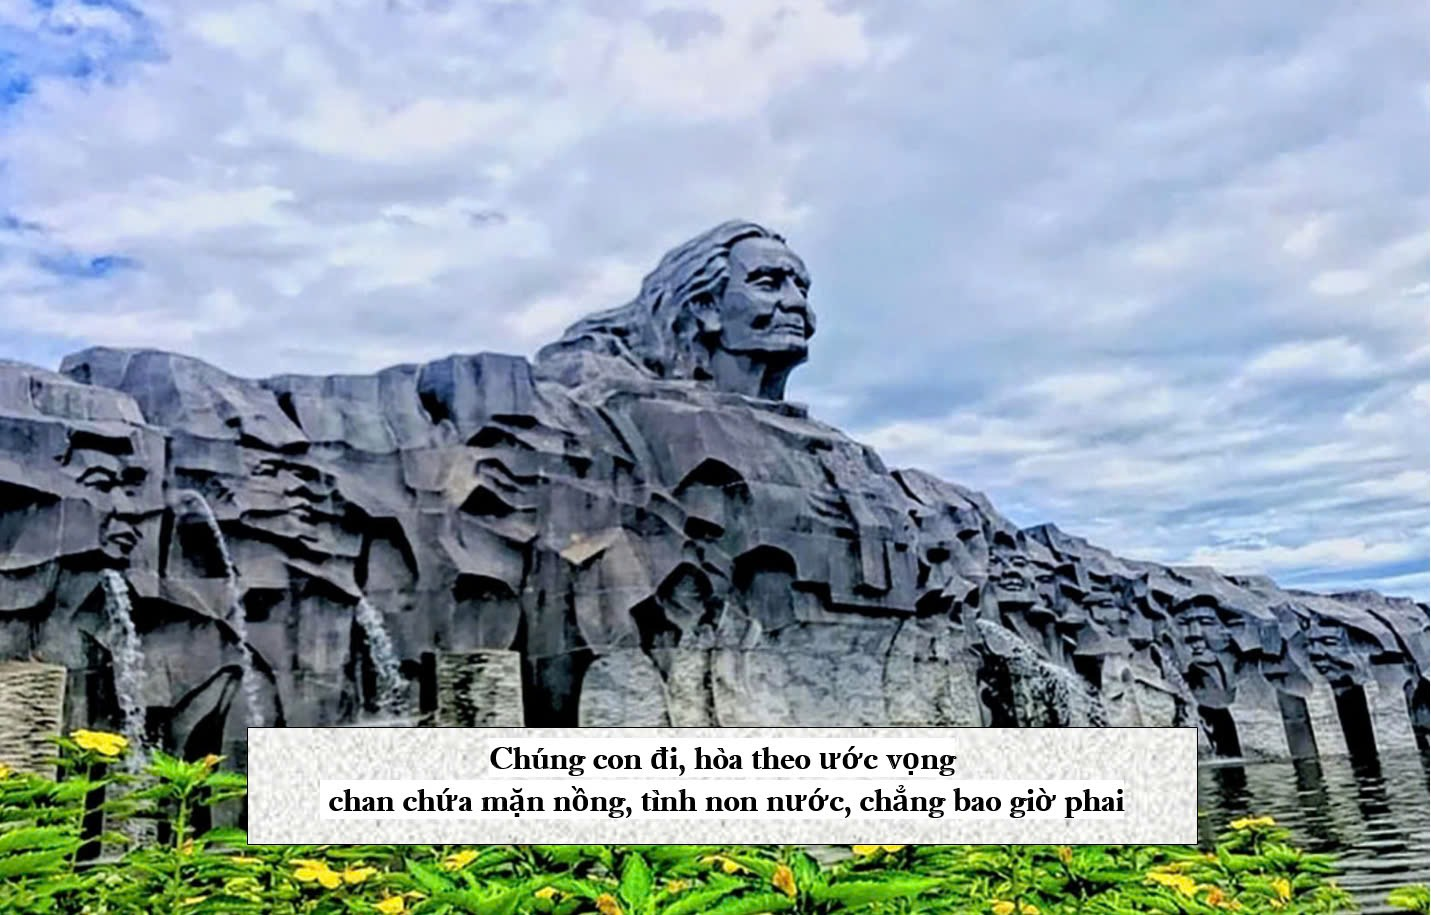 Chúng con đi, hòa theo ước vọng
chan chứa mặn nồng, tình non nước, chẳng bao giờ phai